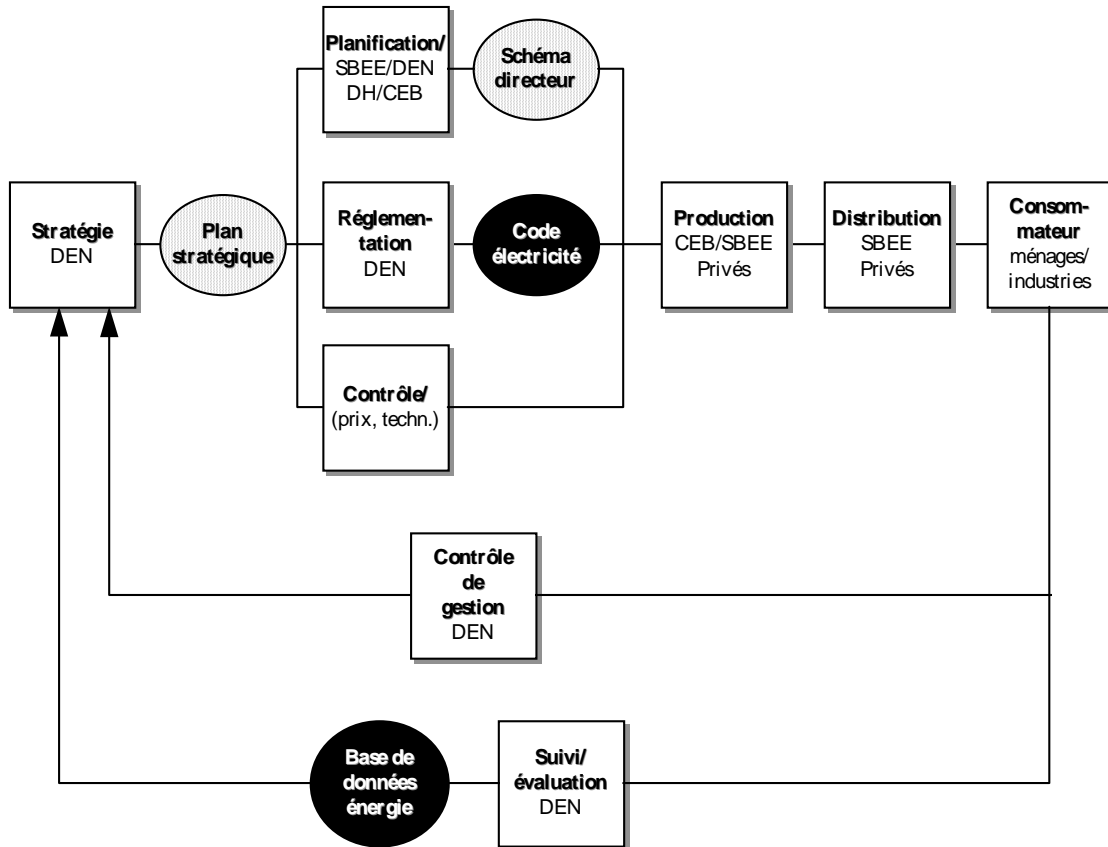 Planification/
SBEE/DEN
DH/CEB
Schéma
directeur
Stratégie
DEN
Plan
stratégique
Réglemen-
tation
DEN
Code
électricité
Production
CEB/SBEE
Privés
Distribution
SBEE
Privés
Consom-
mateur
ménages/
industries
Contrôle/
(prix, techn.)
Contrôle
de
gestion
DEN
Base de
données
énergie
Suivi/
évaluation
DEN